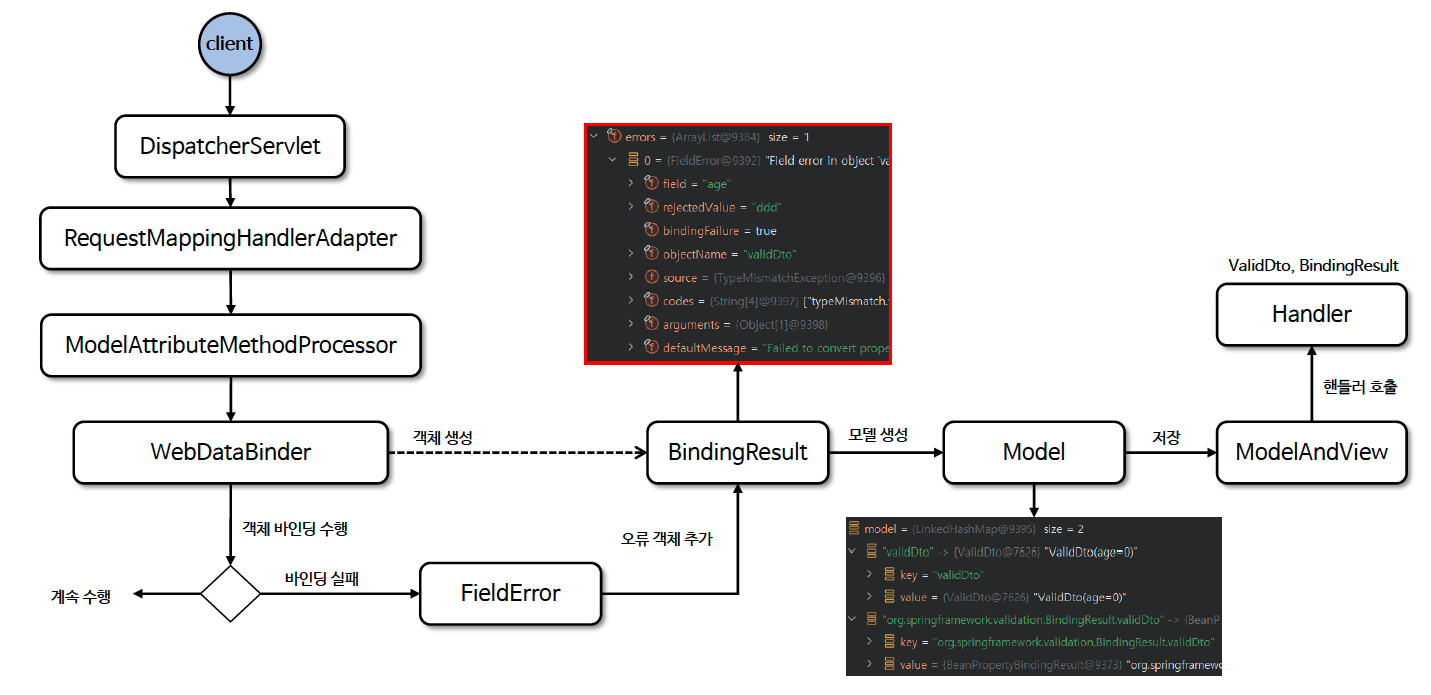 client
DispatcherServlet
RequestMappingHandlerAdapter
ModelAttributeMethodProcessor
WebDataBinder
객체 생성
객체 바인딩 수행
계속 수행
바인딩 실패
FieldError
오류 객체 추가
errors = {ArrayList@9384} size = 1
0 = {FieldError@9392} "Field error in object 'va
field = "age"
rejectedValue = "ddd"
bindingFailure = true
objectName = "validDto"
source = {TypeMismatchException@9396}
codes = {String[4]@9397} ["typeMismatch.
arguments = {Object[1]@9398}
defaultMessage = "Failed to convert prope
BindingResult
모델 생성
Model
저장
ModelAndView
핸들러 호출
ValidDto, BindingResult
Handler
model = {LinkedHashMap@9395} size = 2
"validDto" -> {ValidDto@7626} "ValidDto(age=0)"
key = "validDto"
value = {ValidDto@7626} "ValidDto(age=0)"
"org.springframework.validation.BindingResult.validDto" -> {BeanP
key = "org.springframework.validation.BindingResult.validDto"
value = {BeanPropertyBindingResult@9373} "org.springframew